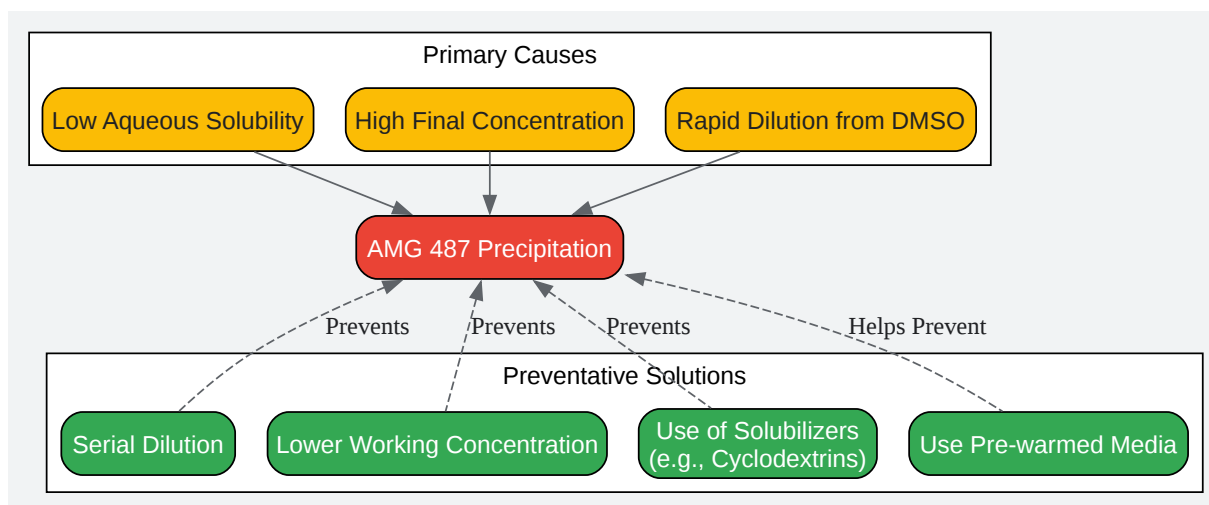 Primary Causes
Low Aqueous Solubility
High Final Concentration
Rapid Dilution from DMSO
AMG 487 Precipitation
Prevents
Prevents
Prevents
Helps Prevent
Preventative Solutions
Serial Dilution
Lower Working Concentration
Use of Solubilizers
(e.g., Cyclodextrins)
Use Pre-warmed Media